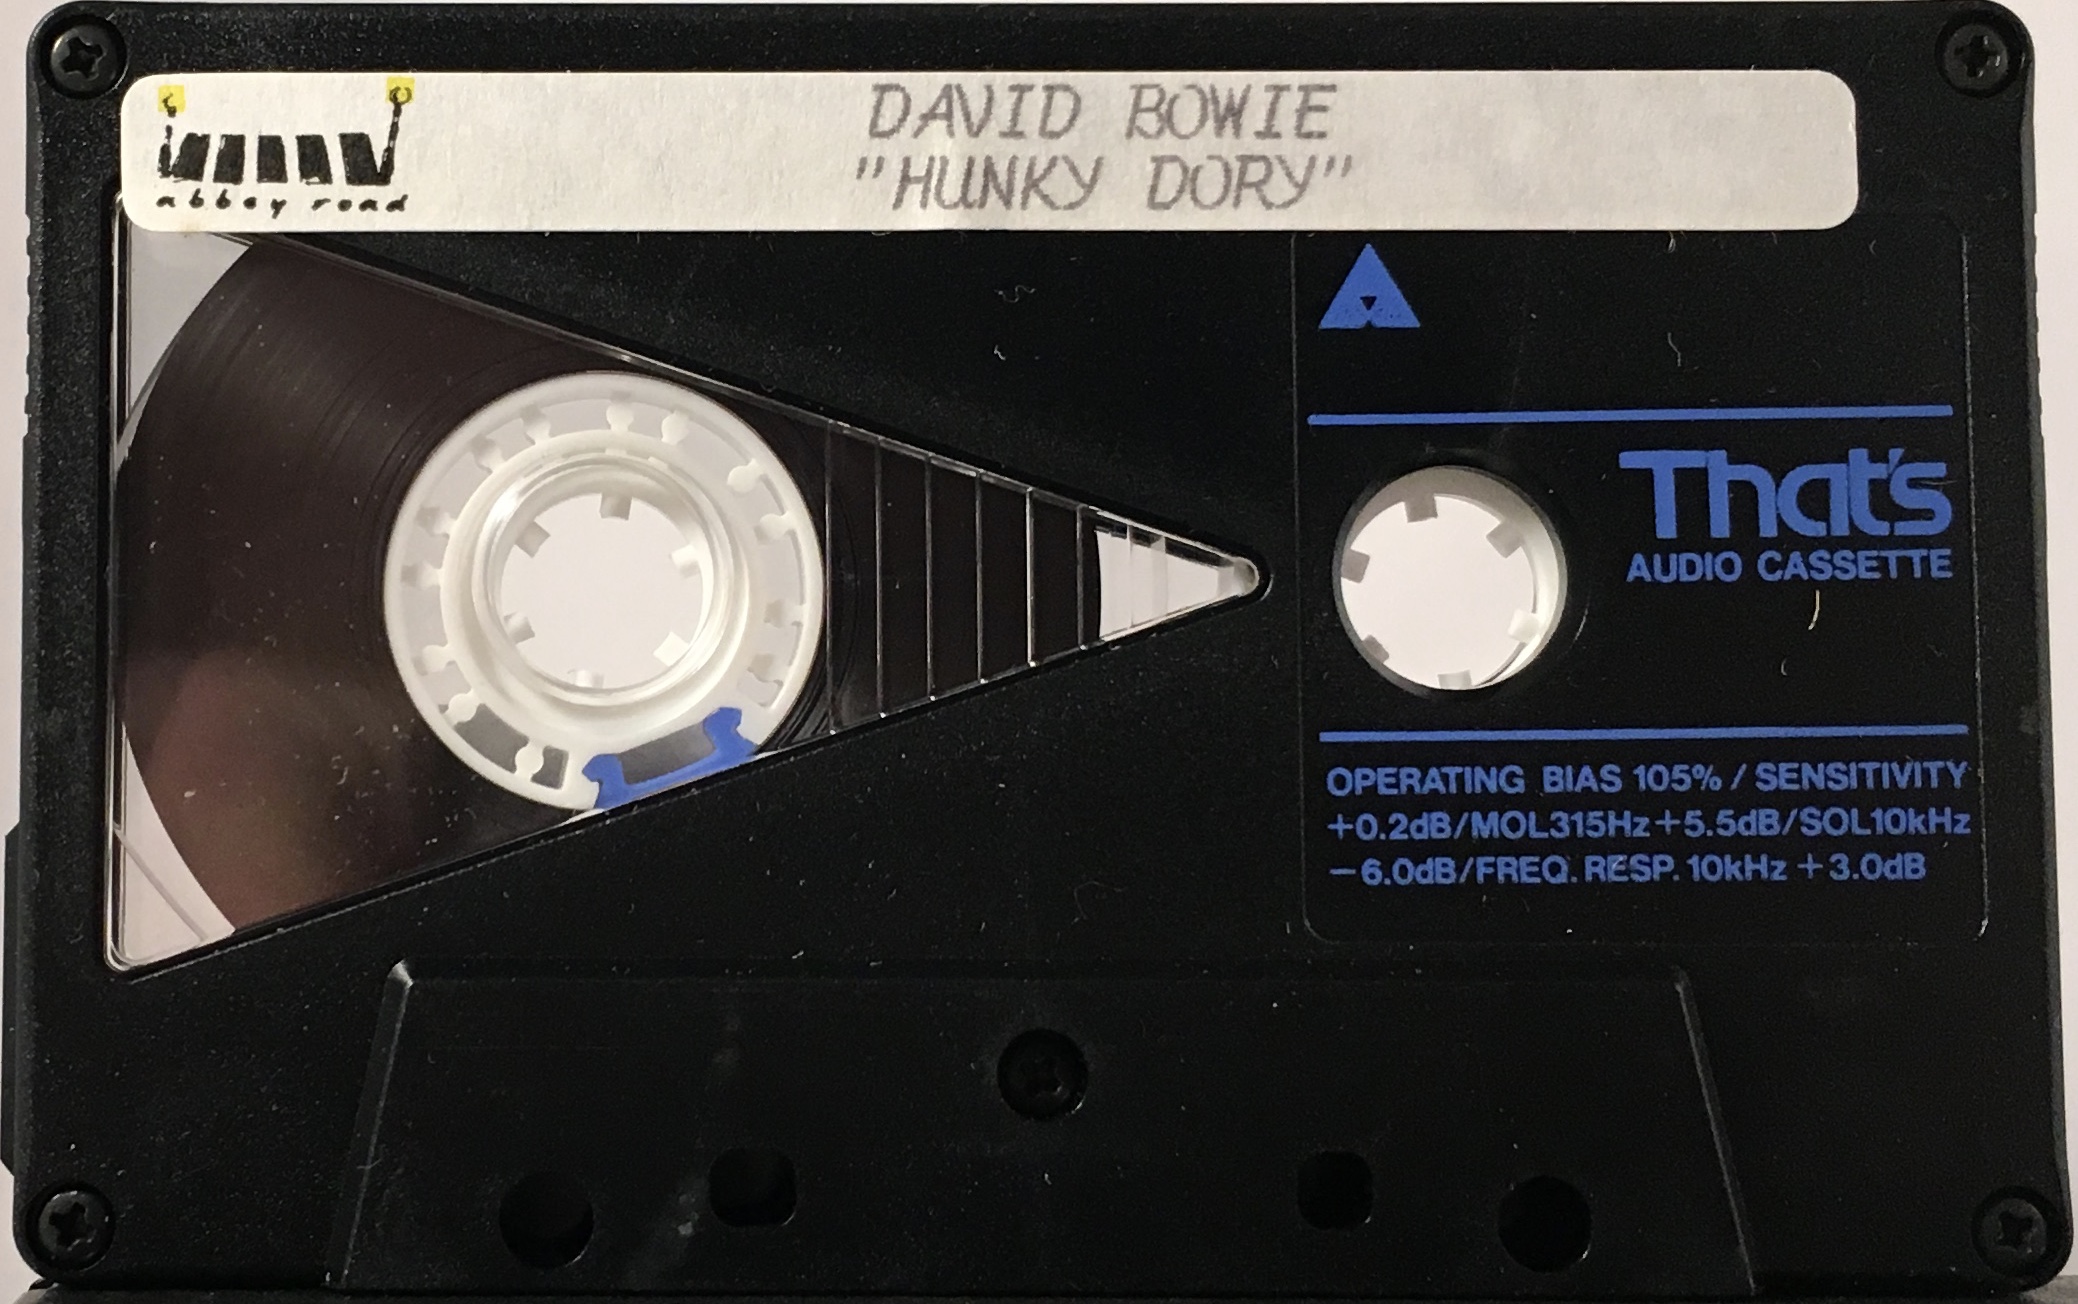 abbey road
DAVID BOWIE
"HUNKY DORY"
That's
AUDIO CASSETTE
OPERATING BIAS 105% / SENSITIVITY
+0.2dB/MOL315Hz+5.5dB/SOL10kHz
−6.0dB/FREQ. RESP. 10kHz +3.0dB